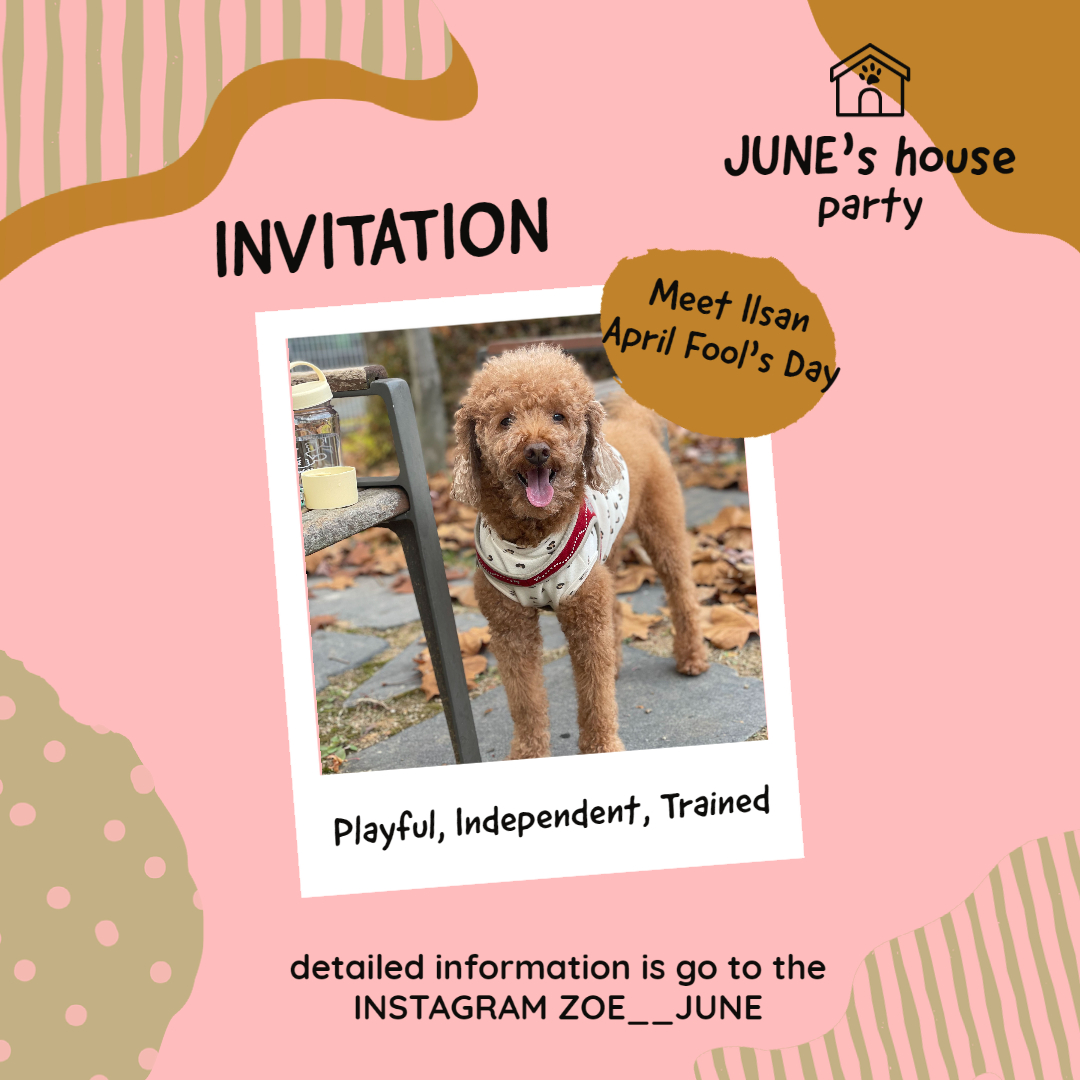 JUNE's house
party
INVITATION
Meet Ilsan
April Fool's Day
Playful, Independent, Trained
detailed information is go to the
INSTAGRAM ZOE__JUNE